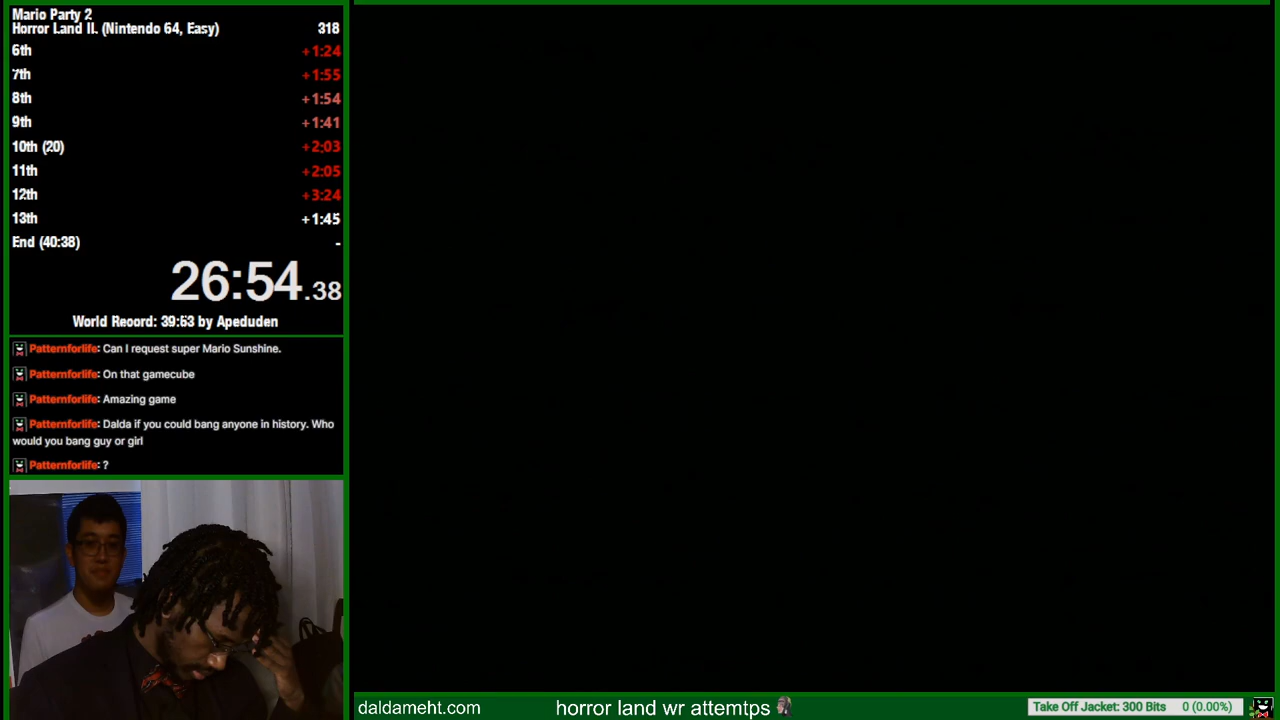 Mario Party 2
Horror Land II. (Nintendo 64, Easy) 318
6th +1:24
7th +1:55
8th +1:54
9th +1:41
10th (20) +2:03
11th +2:05
12th +3:24
13th +1:45
End (40:38) -
26:54.38
World Record: 39:53 by Apeduden
Patternforlife: Can I request super Mario Sunshine.
Patternforlife: On that gamecube
Patternforlife: Amazing game
Patternforlife: Dalda if you could bang anyone in history. Who
would you bang guy or girl
Patternforlife: ?
daldameht.com horror land wr attemtps Take Off Jacket: 300 Bits 0 (0.00%)